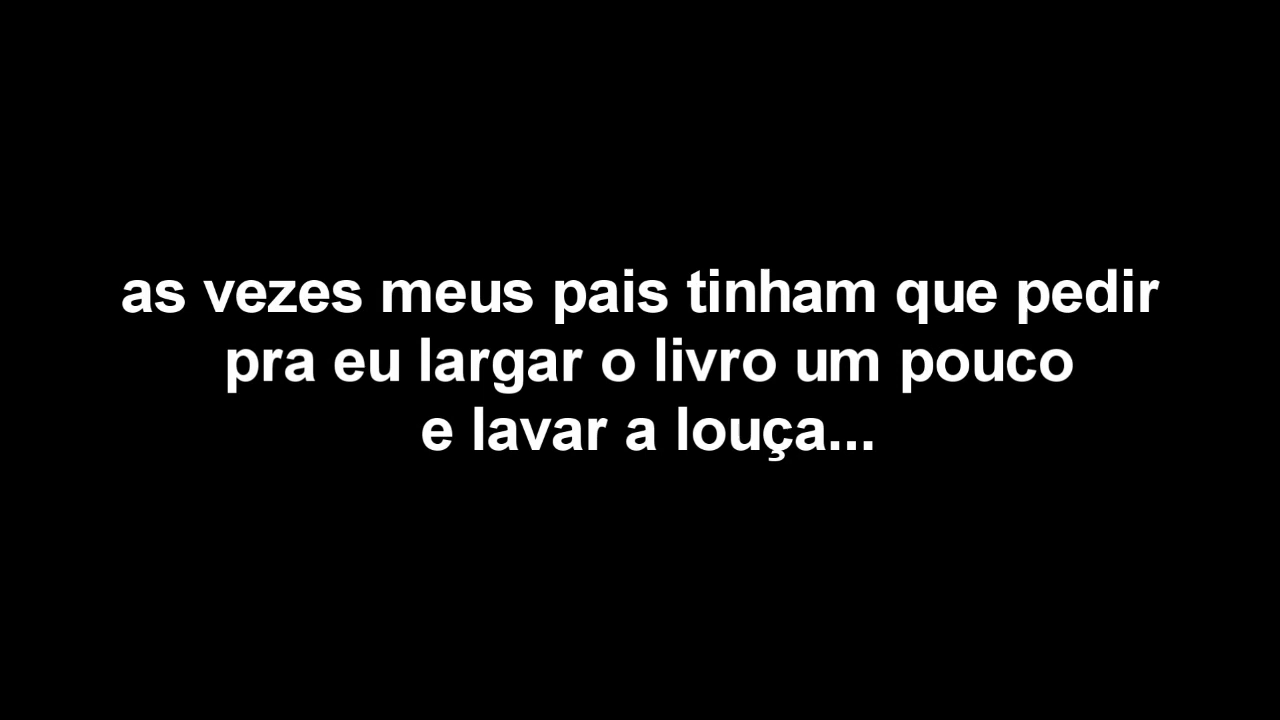 as vezes meus pais tinham que pedir
pra eu largar o livro um pouco
e lavar a louça...